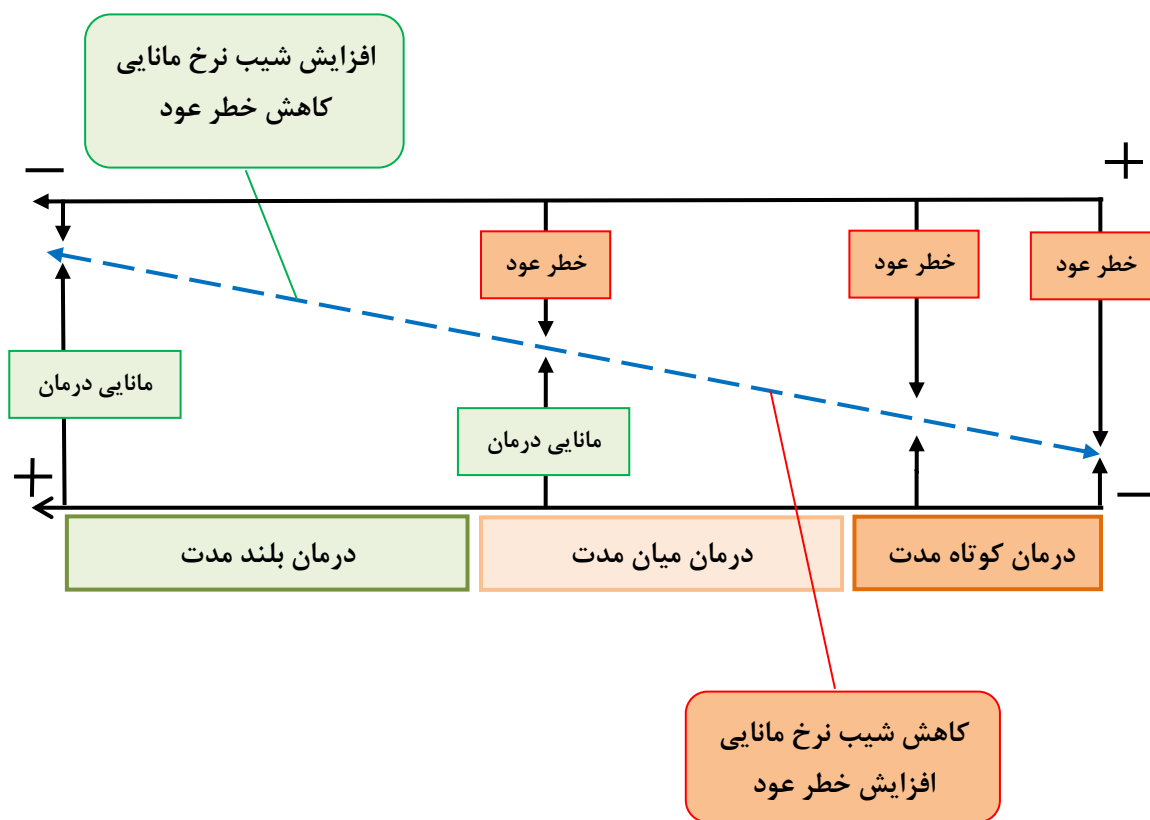 افزایش شیب نرخ مانایی
کاهش خطر عود
+
–
خطر عود
خطر عود
خطر عود
مانایی درمان
مانایی درمان
–
+
درمان کوتاه مدت
درمان میان مدت
درمان بلند مدت
کاهش شیب نرخ مانایی
افزایش خطر عود